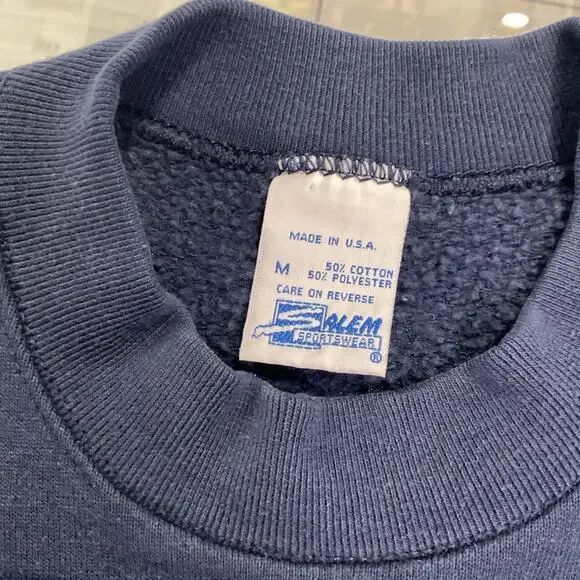 MADE IN U.S.A.
M 50% COTTON
50% POLYESTER
CARE ON REVERSE
SALEM
SPORTSWEAR
®